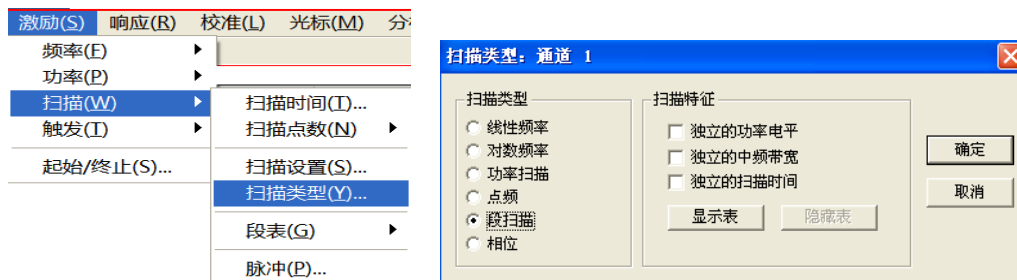 激励(S) 响应(R) 校准(L) 光标(M) 分
频率(F)
功率(P)
扫描(W)
触发(T)
起始/终止(S)...
扫描时间(T)...
扫描点数(N)
扫描设置(S)...
扫描类型(Y)...
段表(G)
脉冲(P)...
扫描类型：通道 1
扫描类型
线性频率
对数频率
功率扫描
点频
段扫描
相位
扫描特征
独立的功率电平
独立的中频带宽
独立的扫描时间
显示表 隐藏表
确定
取消